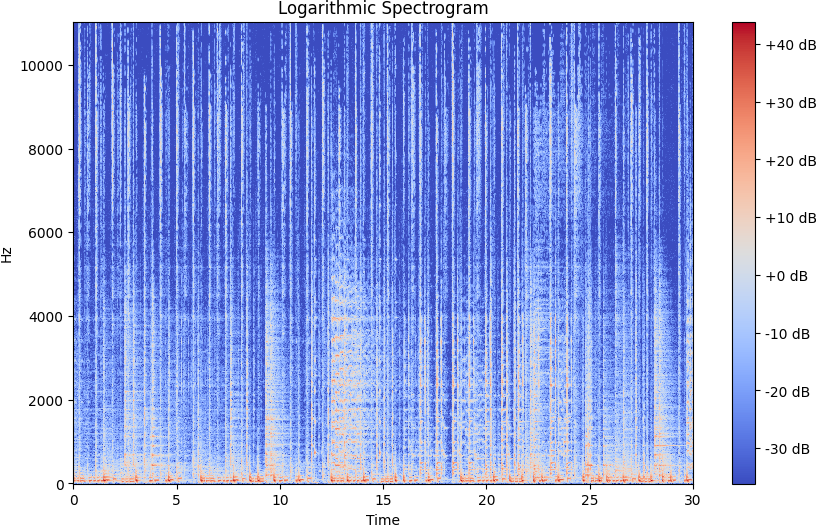 Logarithmic Spectrogram
Hz
10000
8000
6000
4000
2000
0
0 5 10 15 20 25 30
Time
+40 dB
+30 dB
+20 dB
+10 dB
+0 dB
-10 dB
-20 dB
-30 dB